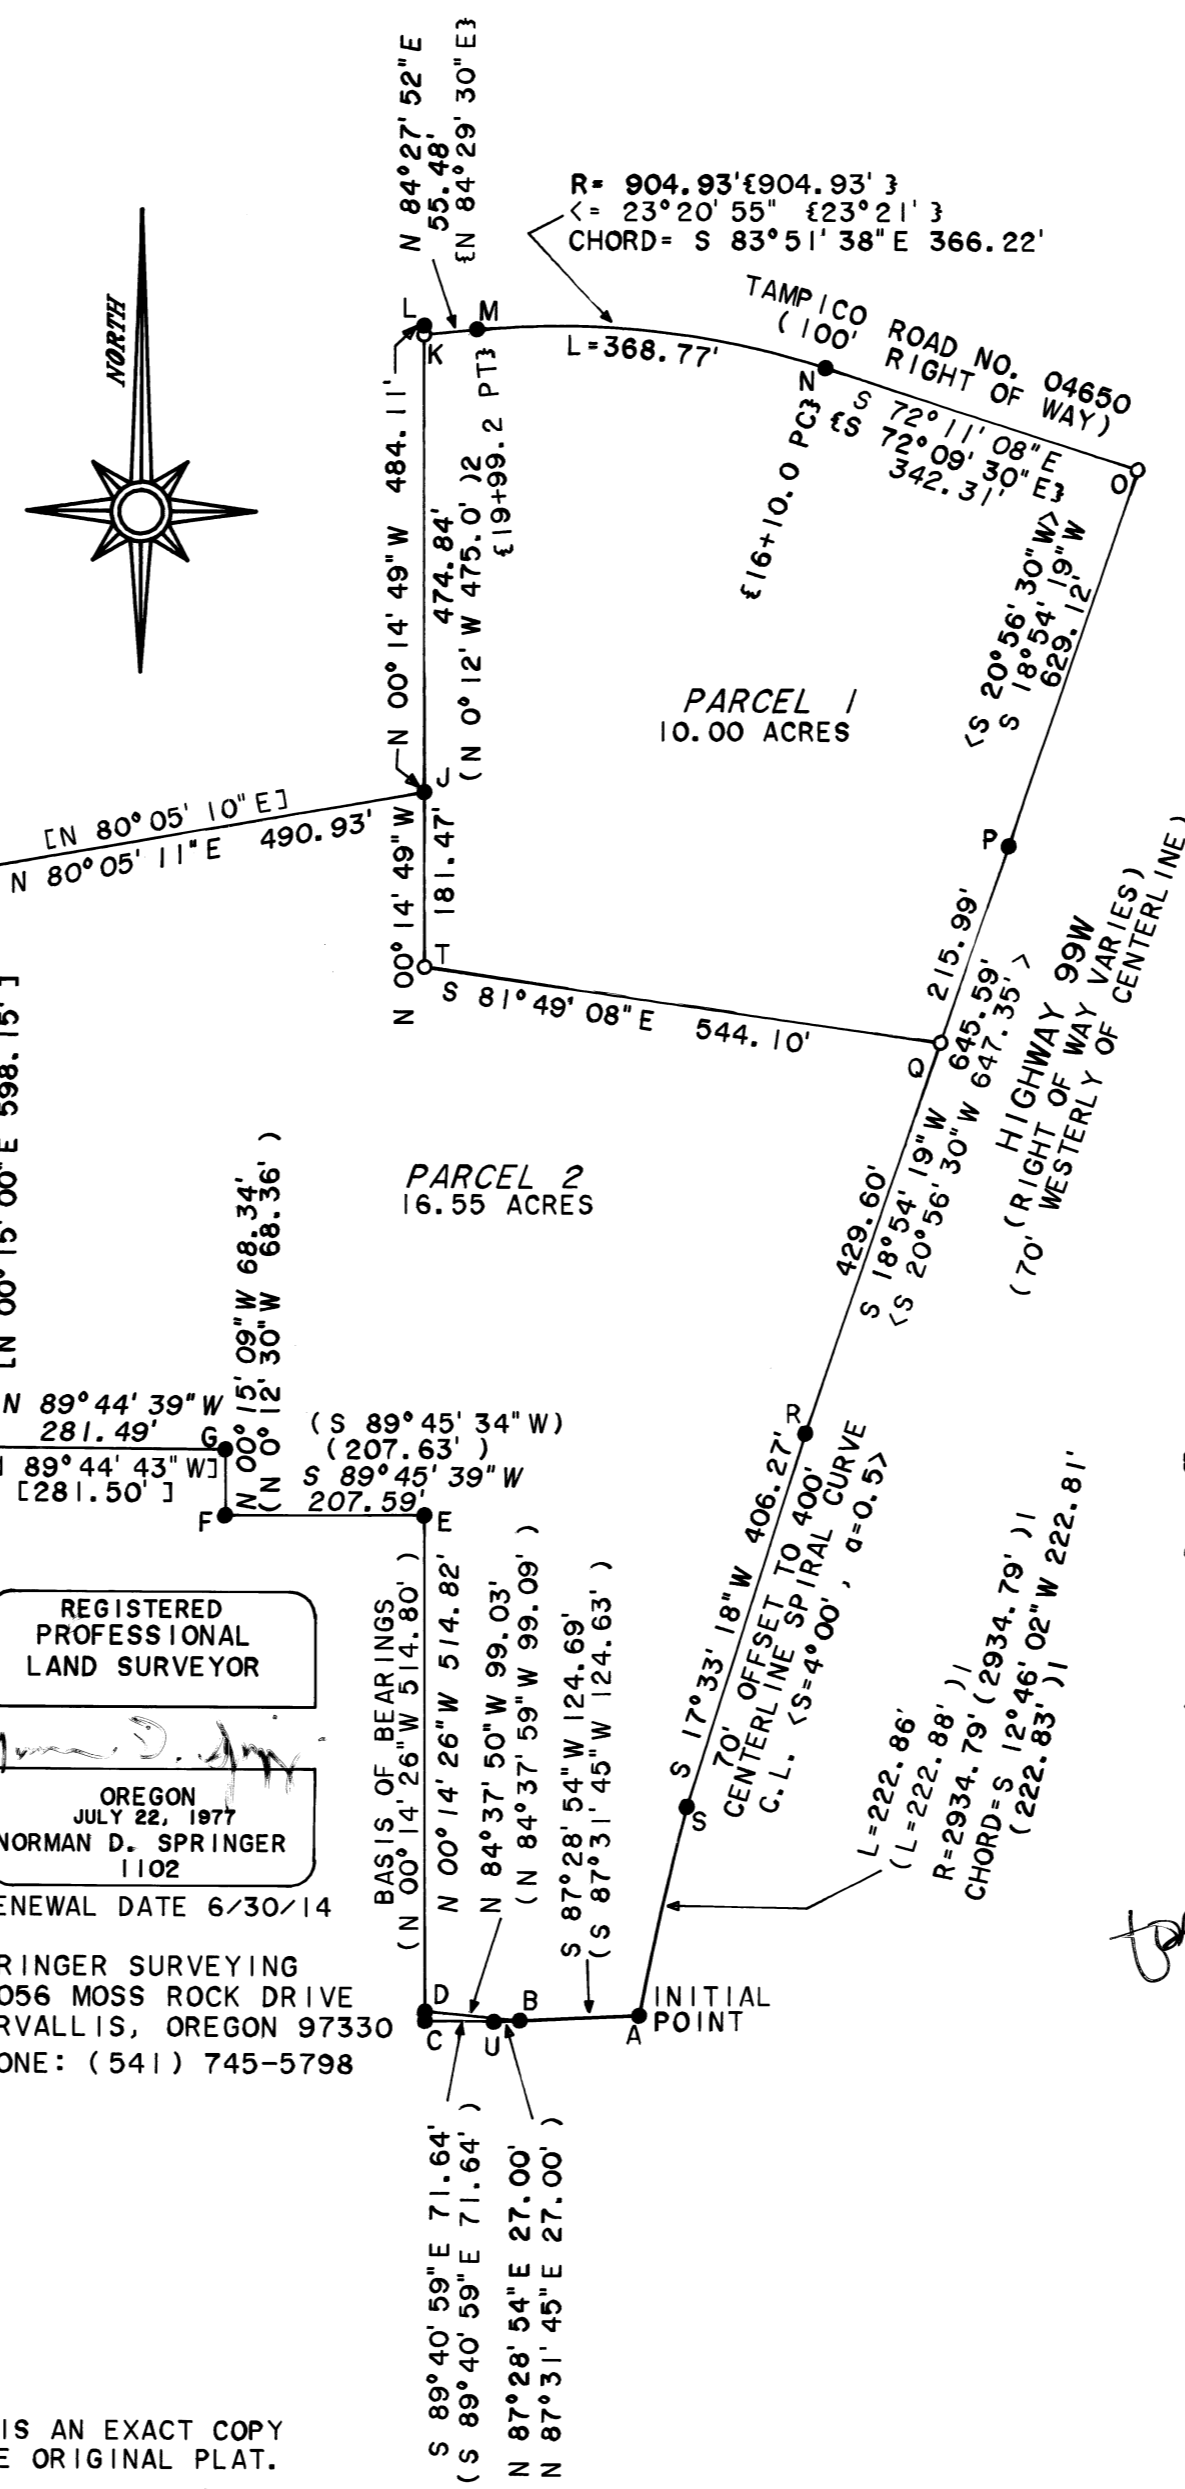 N 84°27'52"E
55.48'
{N 84°29'30"E}
R= 904.93'{904.93'}
<= 23°20'55" {23°21'}
CHORD= S 83°51'38"E 366.22'
NORTH
TAMPICO ROAD NO. 04650
(100' RIGHT OF WAY)
L
M
K
L=368.77'
N
S 72°11'08"E
{S 72°09'30"E}
342.31'
O
N 00°14'49"W 484.11'
474.84'
(N 0°12'W 475.0')2
{19+99.2 PT}
{16+10.0 PC}
<S 20°56'30"W>
S 18°54'19"W
629.12'
PARCEL 1
10.00 ACRES
J
[N 80°05'10"E]
N 80°05'11"E 490.93'
N 00°14'49"W
181.47'
P
T
S 81°49'08"E 544.10'
215.99'
Q
645.59'
S 18°54'19"W
<S 20°56'30"W 647.35'>
429.60'
HIGHWAY 99W
(RIGHT OF WAY VARIES)
(70' WESTERLY OF CENTERLINE)
[N 00°15'00"E 598.15']
PARCEL 2
16.55 ACRES
N 00°15'09"W 68.34'
(N 0°12'30"W 68.36')
N 89°44'39"W
281.49'
G
89°44'43"W]
[281.50']
(S 89°45'34"W)
(207.63')
S 89°45'39"W
207.59'
F
E
R
S 17°33'18"W 406.27'
70' OFFSET TO 400'
CENTERLINE SPIRAL CURVE
C.L. <S=4°00', a=0.5>
REGISTERED
PROFESSIONAL
LAND SURVEYOR
OREGON
JULY 22, 1977
NORMAN D. SPRINGER
1102
ENEWAL DATE 6/30/14
RINGER SURVEYING
056 MOSS ROCK DRIVE
RVALLIS, OREGON 97330
ONE: (541) 745-5798
BASIS OF BEARINGS
(N 00°14'26"W 514.80')
N 00°14'26"W 514.82'
N 84°37'50"W 99.03'
(N 84°37'59"W 99.09')
S 87°28'54"W 124.69'
(S 87°31'45"W 124.63')
S
L=222.86'
(L=222.88')1
R=2934.79'(2934.79')1
CHORD=S 12°46'02"W 222.81'
(222.83')1
D
B
C
U
A
INITIAL
POINT
S 89°40'59"E 71.64'
(S 89°40'59"E 71.64')
N 87°28'54"E 27.00'
N 87°31'45"E 27.00')
IS AN EXACT COPY
E ORIGINAL PLAT.